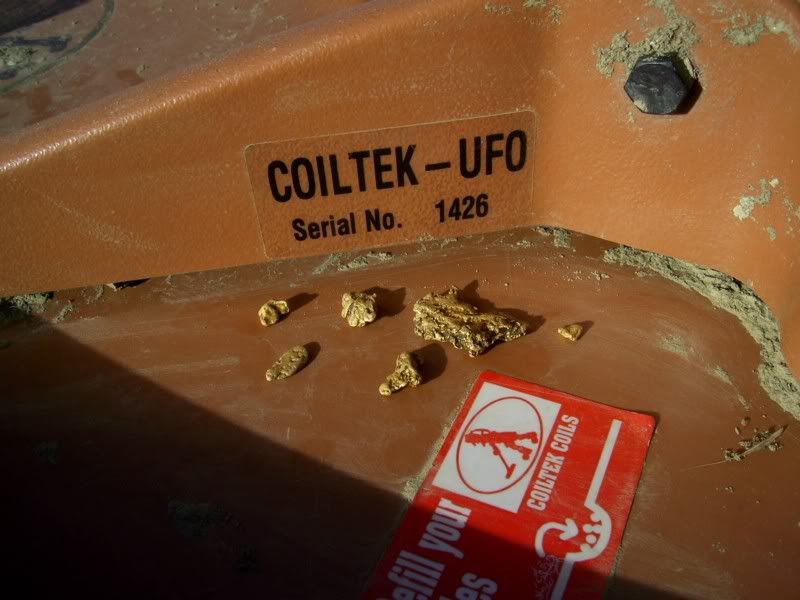 COILTEK – UFO
Serial No. 1426
COILTEK COILS
efill your
es